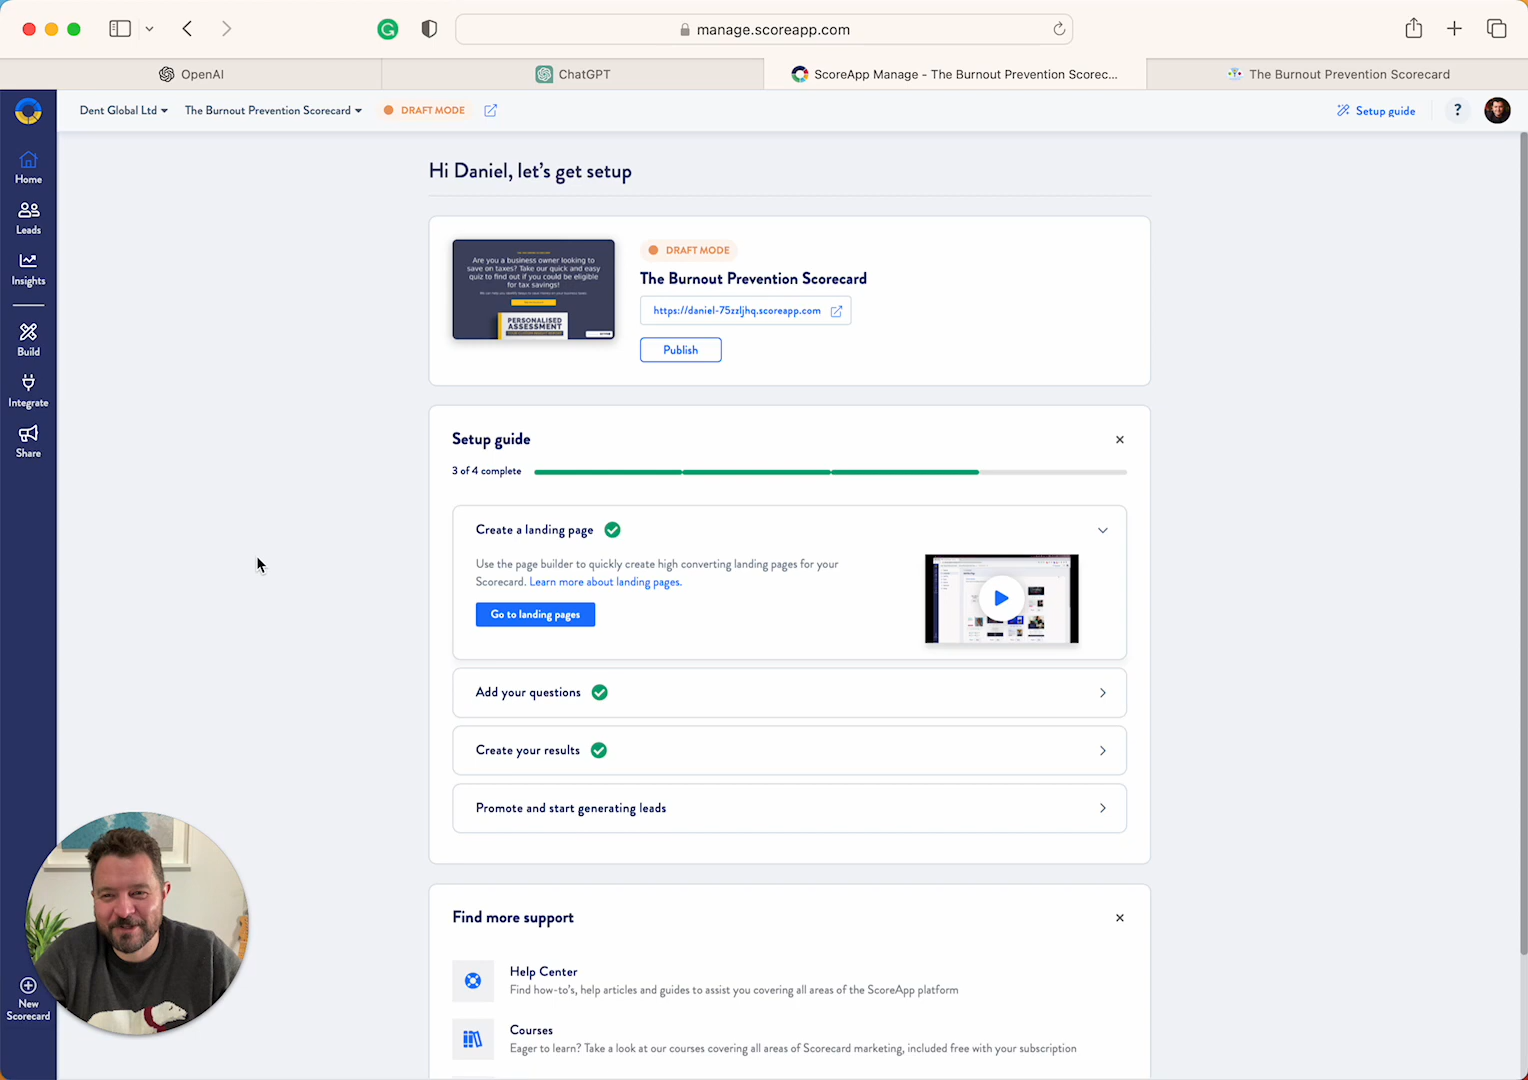 manage.scoreapp.com
OpenAI
ChatGPT
ScoreApp Manage - The Burnout Prevention Scorec...
The Burnout Prevention Scorecard
Dent Global Ltd
The Burnout Prevention Scorecard
DRAFT MODE
Setup guide
?
Home
Leads
Insights
Build
Integrate
Share
New
Scorecard
Hi Daniel, let's get setup
Are you a business owner looking to
save on taxes? Take our quick and easy
quiz to find out if you could be eligible
for tax savings!
PERSONALISED
ASSESSMENT
DRAFT MODE
The Burnout Prevention Scorecard
https://daniel-75zzljhq.scoreapp.com
Publish
Setup guide
3 of 4 complete
Create a landing page
Use the page builder to quickly create high converting landing pages for your
Scorecard. Learn more about landing pages.
Go to landing pages
Add your questions
Create your results
Promote and start generating leads
Find more support
Help Center
Find how-to's, help articles and guides to assist you covering all areas of the ScoreApp platform
Courses
Eager to learn? Take a look at our courses covering all areas of Scorecard marketing, included free with your subscription